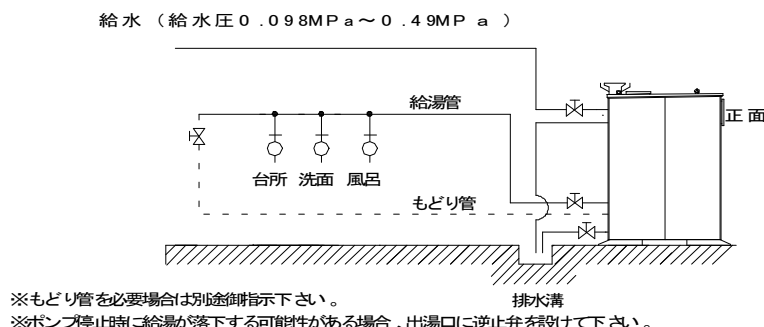 給水（給水圧0.098MPa～0.49MPa）
給湯管
正面
台所 洗面 風呂
もどり管
排水溝
※もどり管を必要場合は別途御指示下さい。
※ポンプ停止時に給湯が落下する可能性がある場合、出湯口に逆止弁を設けて下さい。